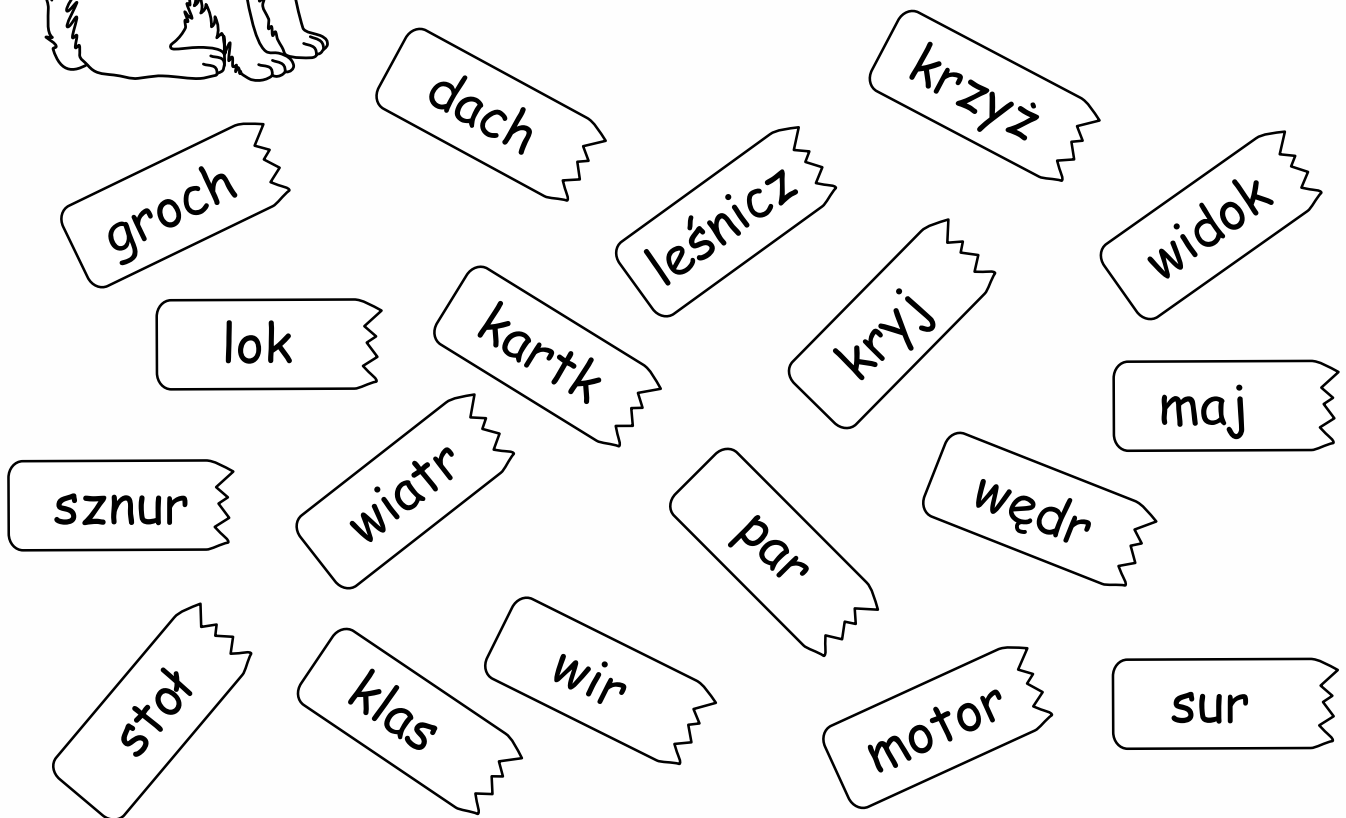 dach
krzyż
groch
leśnicz
widok
lok
kartk
kryj
maj
sznur
wiatr
par
wędr
stoł
klas
wir
motor
sur